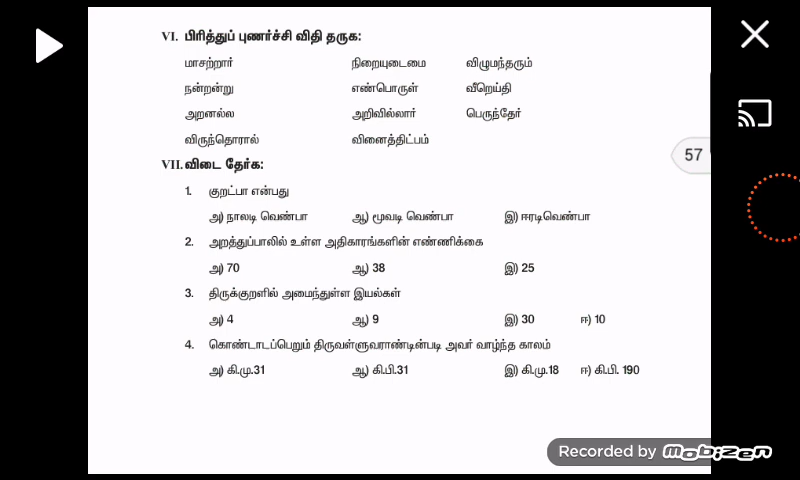 VI. பிரித்துப் புணர்ச்சி விதி தருக:
மாசற்றார் நிறையுடைமை விழுமந்தரும்
நன்றன்று எண்பொருள் வீறெய்தி
அறனல்ல அறிவில்லார் பெருந்தேர்
விருந்தொரால் வினைத்திட்பம்
VII. விடை தேர்க:
57
1. குறட்பா என்பது
அ) நாலடி வெண்பா ஆ) மூவடி வெண்பா இ) ஈரடிவெண்பா
2. அறத்துப்பாலில் உள்ள அதிகாரங்களின் எண்ணிக்கை
அ) 70 ஆ) 38 இ) 25
3. திருக்குறளில் அமைந்துள்ள இயல்கள்
அ) 4 ஆ) 9 இ) 30 ஈ) 10
4. கொண்டாடப்பெறும் திருவள்ளுவராண்டின்படி அவர் வாழ்ந்த காலம்
அ) கி.மு.31 ஆ) கி.பி.31 இ) கி.மு.18 ஈ) கி.பி. 190
Recorded by mobizen